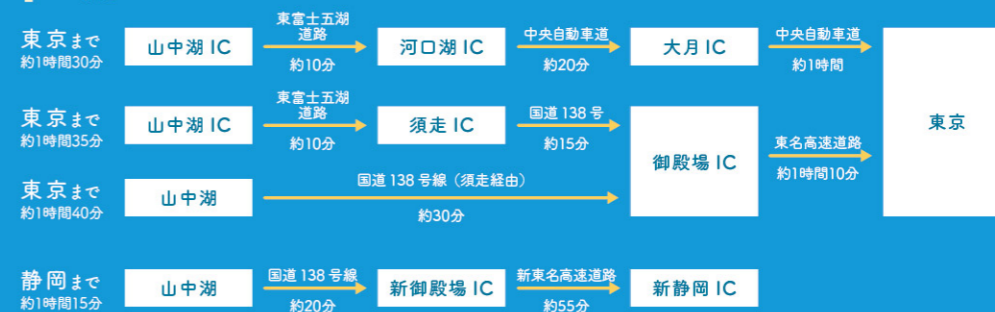 東京まで
約1時間30分
山中湖 IC
東富士五湖
道路
約10分
河口湖 IC
中央自動車道
約20分
大月 IC
中央自動車道
約1時間
東京
東京まで
約1時間35分
山中湖 IC
東富士五湖
道路
約10分
須走 IC
国道 138 号
約15分
御殿場 IC
東名高速道路
約1時間10分
東京まで
約1時間40分
山中湖
国道 138 号線（須走経由）
約30分
静岡まで
約1時間15分
山中湖
国道 138 号線
約20分
新御殿場 IC
新東名高速道路
約55分
新静岡 IC